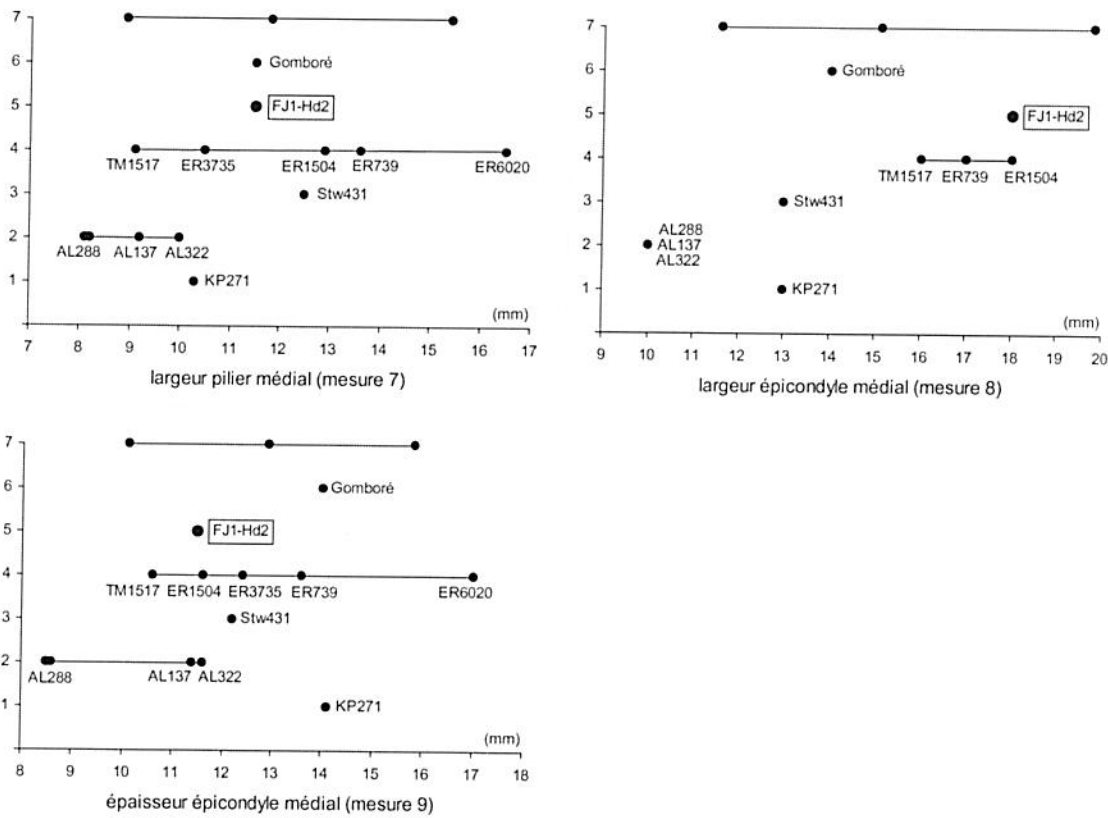 7
6
Gomboré
5
FJ1-Hd2
4
TM1517 ER3735 ER1504 ER739 ER6020
3
Stw431
2
AL288 AL137 AL322
1
KP271
(mm)
7 8 9 10 11 12 13 14 15 16 17
largeur pilier médial (mesure 7)
7
6
Gomboré
5
FJ1-Hd2
4
TM1517 ER739 ER1504
3
Stw431
AL288
2
AL137
AL322
1
KP271
(mm)
9 10 11 12 13 14 15 16 17 18 19 20
largeur épicondyle médial (mesure 8)
7
6
Gomboré
5
FJ1-Hd2
4
TM1517 ER1504 ER3735 ER739 ER6020
3
Stw431
2
AL288 AL137 AL322
1
KP271
(mm)
8 9 10 11 12 13 14 15 16 17 18
épaisseur épicondyle médial (mesure 9)